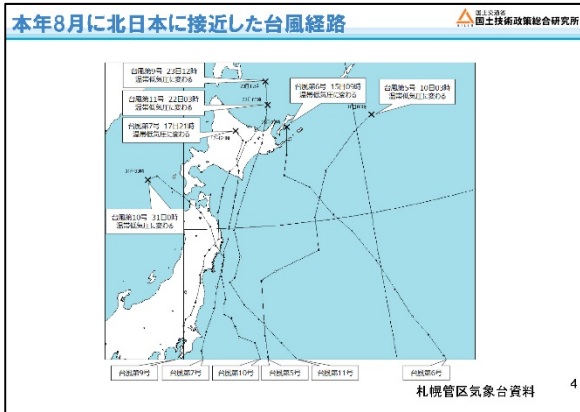 本年8月に北日本に接近した台風経路
国土交通省
国土技術政策総合研究所
台風第9号 23日12時
温帯低気圧に変わる
台風第11号 22日03時
温帯低気圧に変わる
台風第7号 17日21時
温帯低気圧に変わる
台風第6号 15日09時
温帯低気圧に変わる
台風第5号 10日03時
温帯低気圧に変わる
台風第10号 31日0時
温帯低気圧に変わる
台風第9号
台風第7号
台風第10号
台風第5号
台風第11号
台風第6号
札幌管区気象台資料
4